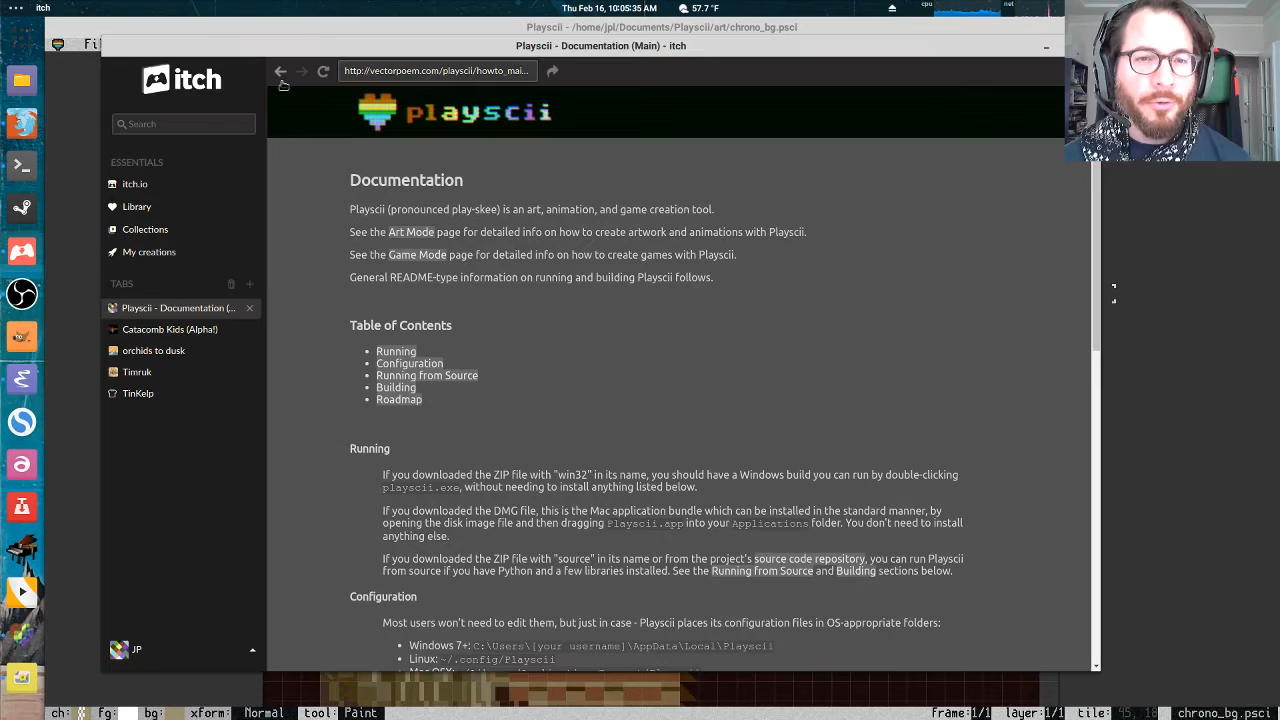 itch
Thu Feb 16, 10:05:35 AM
57.7 °F
cpu
net
Playscii - /home/jpl/Documents/Playscii/art/chrono_bg.psci
Fi
Playscii - Documentation (Main) - itch
itch
http://vectorpoem.com/playscii/howto_mai...
playscii
Search
ESSENTIALS
itch.io
Library
Collections
My creations
TABS
Playscii - Documentation (...
Catacomb Kids (Alpha!)
orchids to dusk
Timruk
TinKelp
JP
Documentation
Playscii (pronounced play-skee) is an art, animation, and game creation tool.
See the Art Mode page for detailed info on how to create artwork and animations with Playscii.
See the Game Mode page for detailed info on how to create games with Playscii.
General README-type information on running and building Playscii follows.
Table of Contents
Running
Configuration
Running from Source
Building
Roadmap
Running
If you downloaded the ZIP file with "win32" in its name, you should have a Windows build you can run by double-clicking
playscii.exe, without needing to install anything listed below.
If you downloaded the DMG file, this is the Mac application bundle which can be installed in the standard manner, by
opening the disk image file and then dragging Playscii.app into your Applications folder. You don't need to install
anything else.
If you downloaded the ZIP file with "source" in its name or from the project's source code repository, you can run Playscii
from source if you have Python and a few libraries installed. See the Running from Source and Building sections below.
Configuration
Most users won't need to edit them, but just in case - Playscii places its configuration files in OS-appropriate folders:
Windows 7+: C:\Users\[your username]\AppData\Local\Playscii
Linux: ~/.config/Playscii
ch: fg: bg: xform: Normal tool: Paint
frame: 1/1 layer: 1/1 tile: chrono_bg.psci